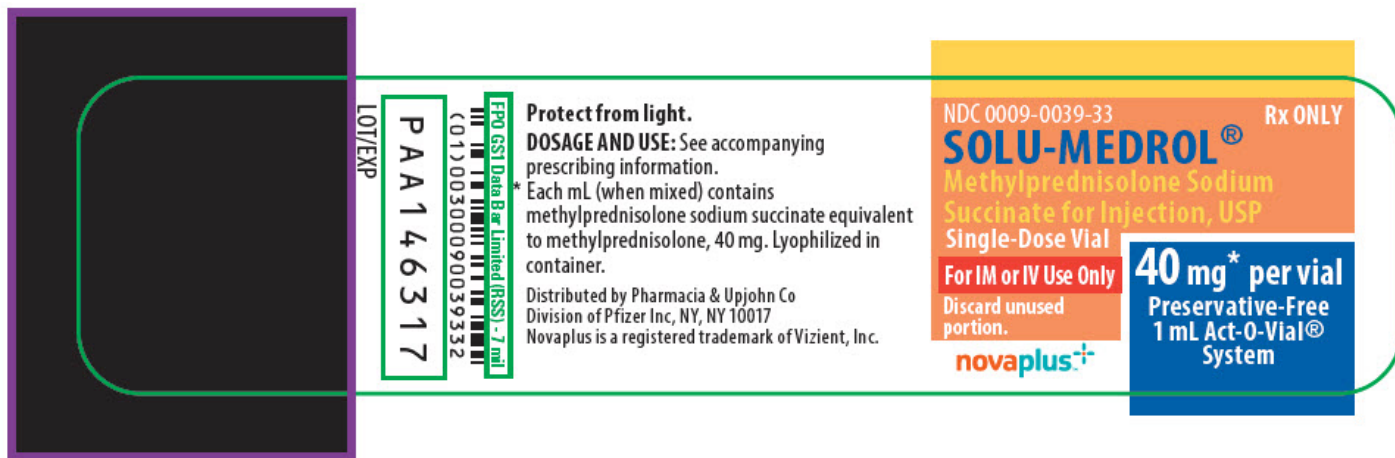 LOT/EXP
PAA146317
(01)00300090039332
FPO GS1 Data Bar Limited (RSS) - 7 mil
Protect from light.
DOSAGE AND USE: See accompanying
prescribing information.
* Each mL (when mixed) contains
methylprednisolone sodium succinate equivalent
to methylprednisolone, 40 mg. Lyophilized in
container.
Distributed by Pharmacia & Upjohn Co
Division of Pfizer Inc, NY, NY 10017
Novaplus is a registered trademark of Vizient, Inc.
NDC 0009-0039-33 Rx ONLY
SOLU-MEDROL®
Methylprednisolone Sodium
Succinate for Injection, USP
Single-Dose Vial
For IM or IV Use Only
Discard unused
portion.
novaplus
40 mg* per vial
Preservative-Free
1 mL Act-O-Vial®
System